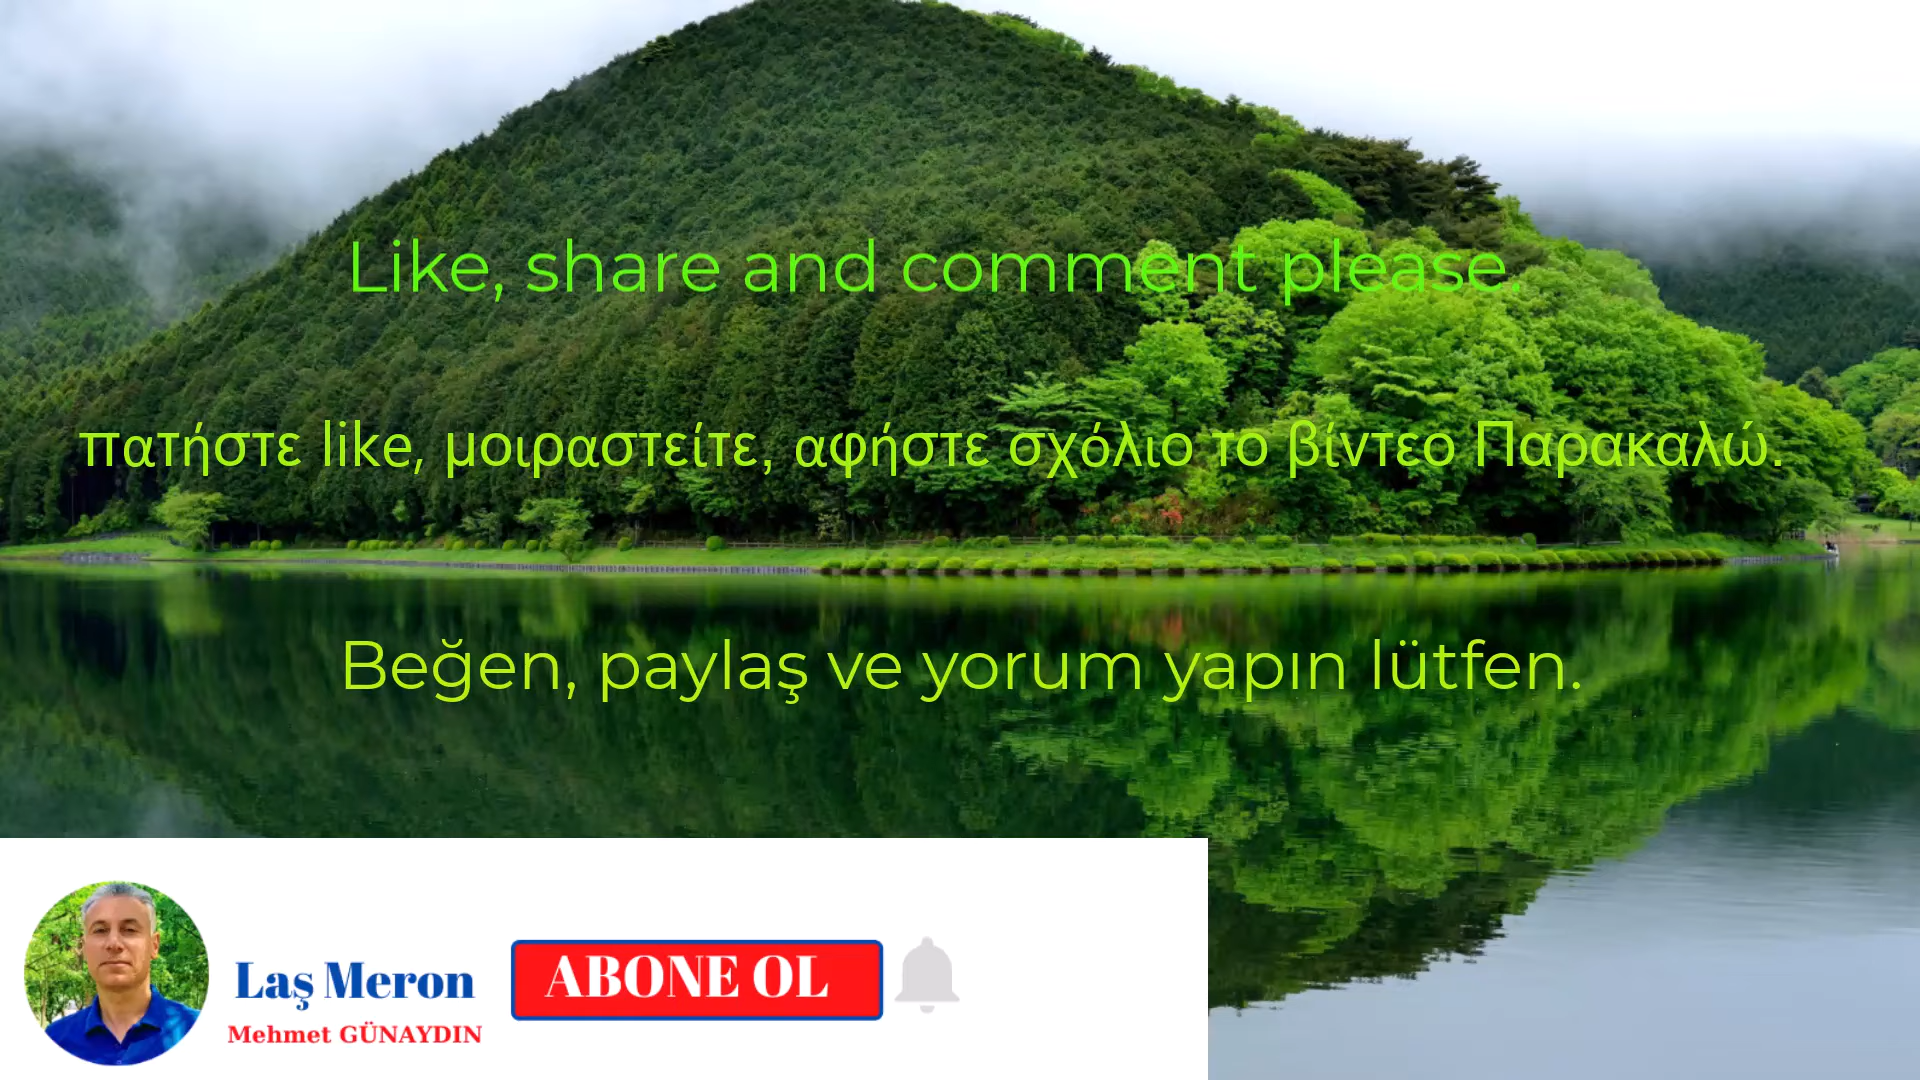 Like, share and comment please.
πατήστε like, μοιραστείτε, αφήστε σχόλιο το βίντεο Παρακαλώ.
Beğen, paylaş ve yorum yapın lütfen.
Laş Meron
Mehmet GÜNAYDIN
ABONE OL